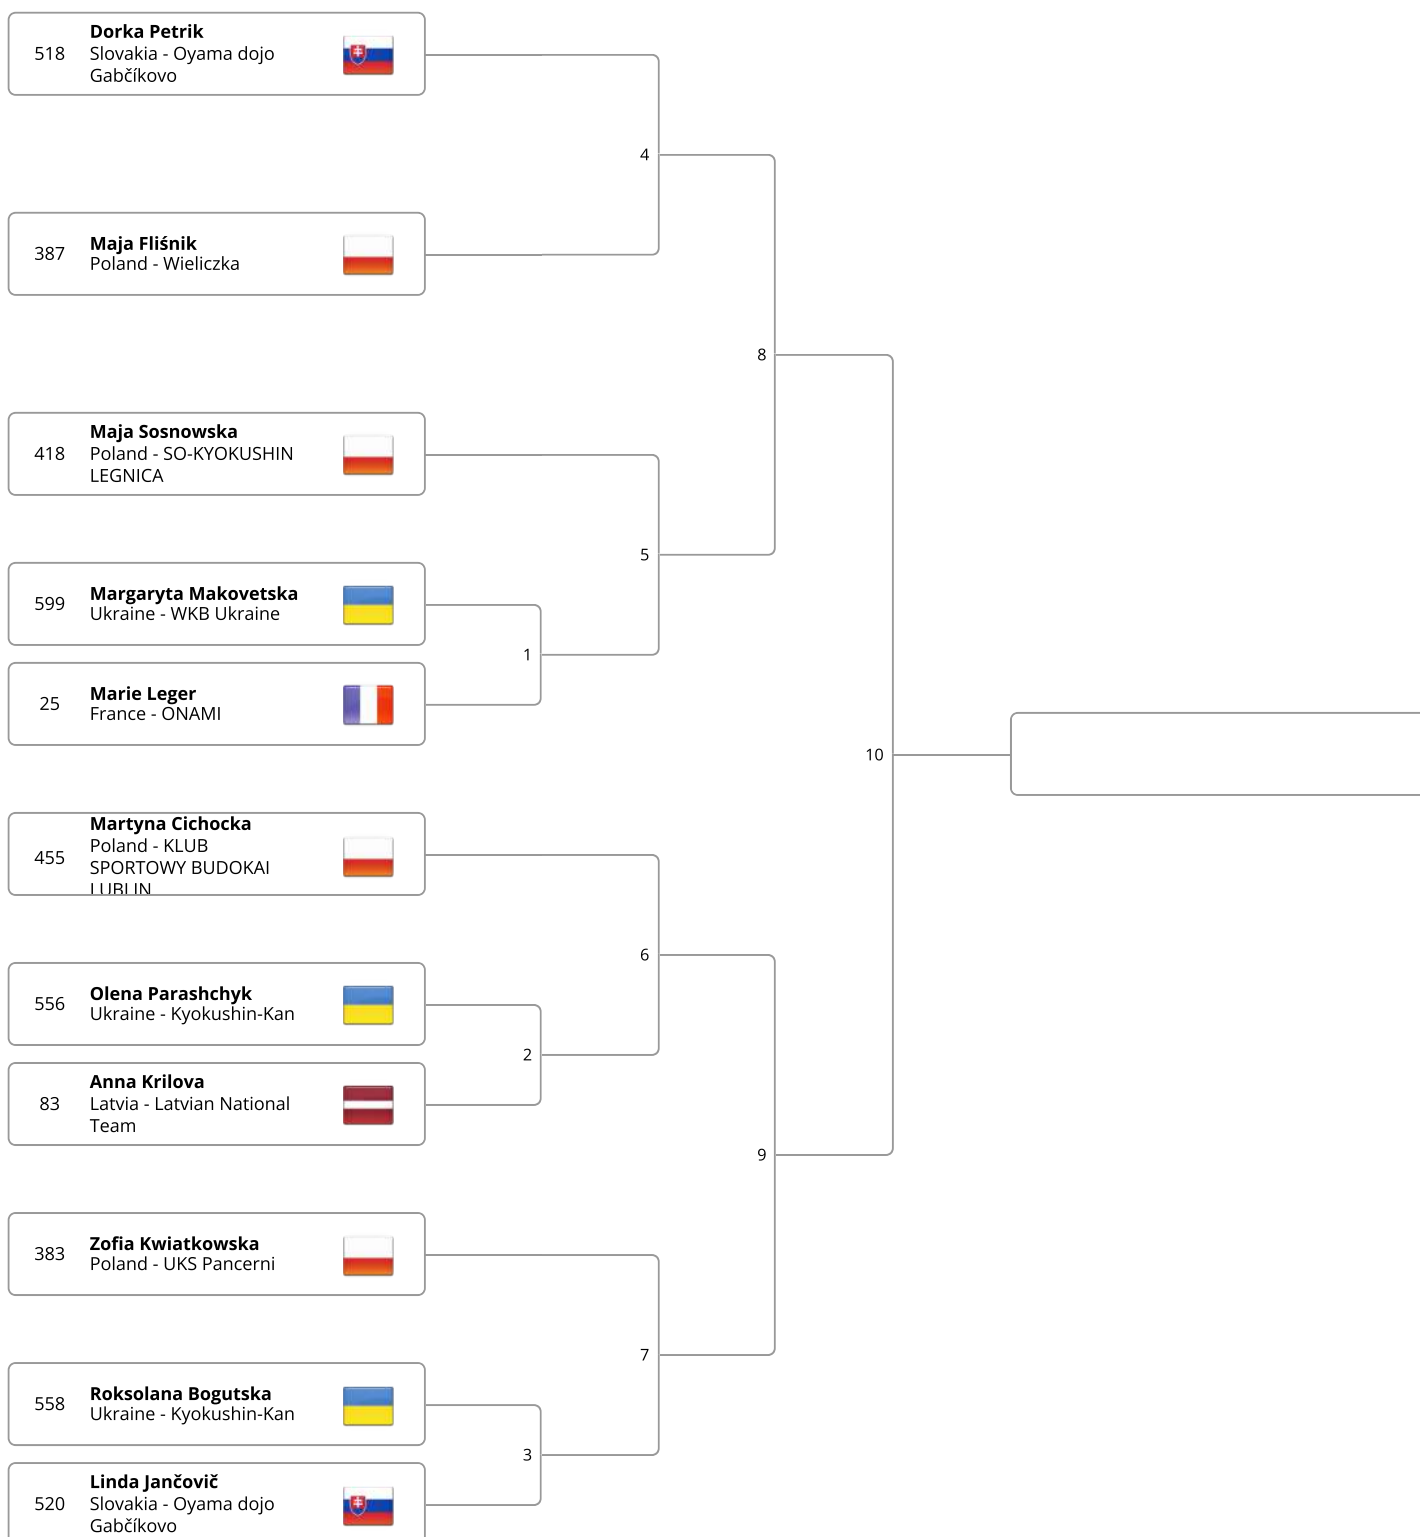 518
Dorka Petrik
Slovakia - Oyama dojo
Gabčíkovo
4
387
Maja Fliśnik
Poland - Wieliczka
8
418
Maja Sosnowska
Poland - SO-KYOKUSHIN
LEGNICA
5
599
Margaryta Makovetska
Ukraine - WKB Ukraine
1
25
Marie Leger
France - ONAMI
10
455
Martyna Cichocka
Poland - KLUB
SPORTOWY BUDOKAI
LUBLIN
6
556
Olena Parashchyk
Ukraine - Kyokushin-Kan
2
83
Anna Krilova
Latvia - Latvian National
Team
9
383
Zofia Kwiatkowska
Poland - UKS Pancerni
7
558
Roksolana Bogutska
Ukraine - Kyokushin-Kan
3
520
Linda Jančovič
Slovakia - Oyama dojo
Gabčíkovo